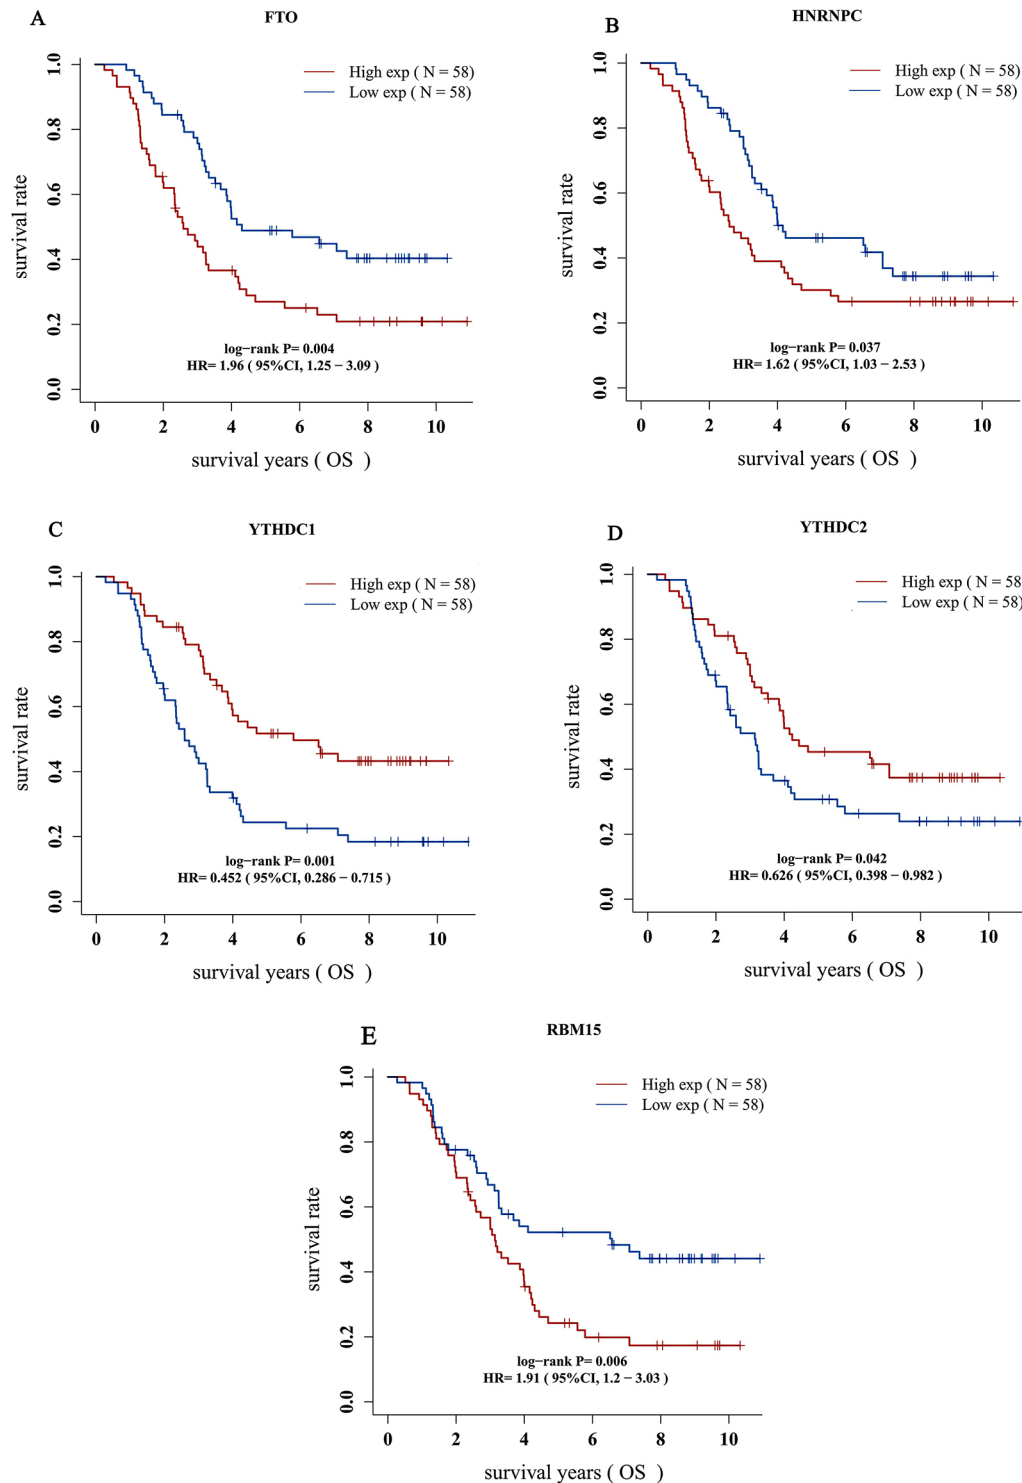 A
FTO
High exp ( N = 58)
Low exp ( N = 58)
1.0
0.8
0.6
0.4
0.2
0.0
survival rate
log−rank P= 0.004
HR= 1.96 ( 95%CI, 1.25 − 3.09 )
0 2 4 6 8 10
survival years ( OS )
B
HNRNPC
High exp ( N = 58)
Low exp ( N = 58)
1.0
0.8
0.6
0.4
0.2
0.0
survival rate
log−rank P= 0.037
HR= 1.62 ( 95%CI, 1.03 − 2.53 )
0 2 4 6 8 10
survival years ( OS )
C
YTHDC1
High exp ( N = 58)
Low exp ( N = 58)
1.0
0.8
0.6
0.4
0.2
0.0
survival rate
log−rank P= 0.001
HR= 0.452 ( 95%CI, 0.286 − 0.715 )
0 2 4 6 8 10
survival years ( OS )
D
YTHDC2
High exp ( N = 58
Low exp ( N = 58)
1.0
0.8
0.6
0.4
0.2
0.0
survival rate
log−rank P= 0.042
HR= 0.626 ( 95%CI, 0.398 − 0.982 )
0 2 4 6 8 10
survival years ( OS )
E
RBM15
High exp ( N = 58)
Low exp ( N = 58)
1.0
0.8
0.6
0.4
0.2
0.0
survival rate
log−rank P= 0.006
HR= 1.91 ( 95%CI, 1.2 − 3.03 )
0 2 4 6 8 10
survival years ( OS )